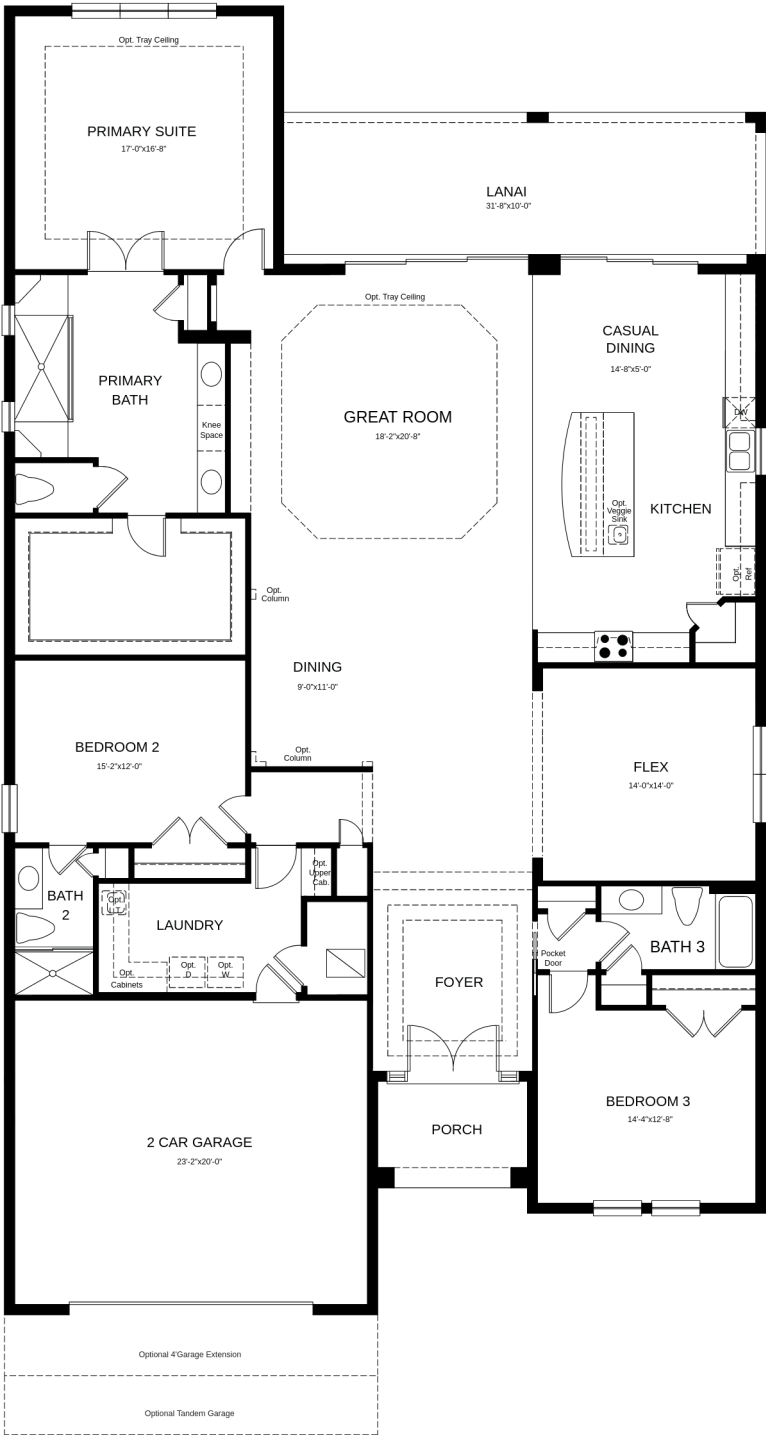 Opt. Tray Ceiling
PRIMARY SUITE
17'-0"x16'-8"
LANAI
31'-8"x10'-0"
Opt. Tray Ceiling
CASUAL
DINING
14'-8"x5'-0"
PRIMARY
BATH
GREAT ROOM
18'-2"x20'-8"
DW
Knee
Space
Opt.
Veggie
Sink
KITCHEN
Opt.
Ref
Opt.
Column
DINING
9'-0"x11'-0"
Opt.
Column
BEDROOM 2
15'-2"x12'-0"
FLEX
14'-0"x14'-0"
Opt.
Upper
Cab.
BATH
2
Opt.
LAUNDRY
Opt.
Cabinets
Opt.
D
Opt.
W
FOYER
Pocket
Door
BATH 3
BEDROOM 3
14'-4"x12'-8"
PORCH
2 CAR GARAGE
23'-2"x20'-0"
Optional 4'Garage Extension
Optional Tandem Garage